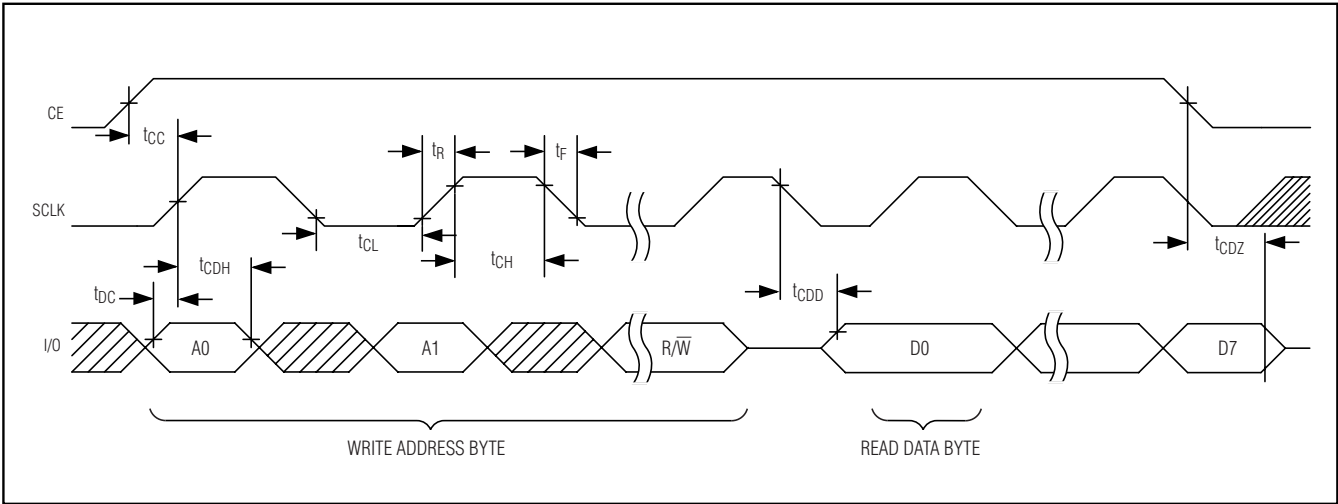 CE
tCC
tR
tF
SCLK
tCL
tCH
tCDZ
tCDH
tDC
tCDD
I/O
A0
A1
R/W̅
D0
D7
WRITE ADDRESS BYTE
READ DATA BYTE